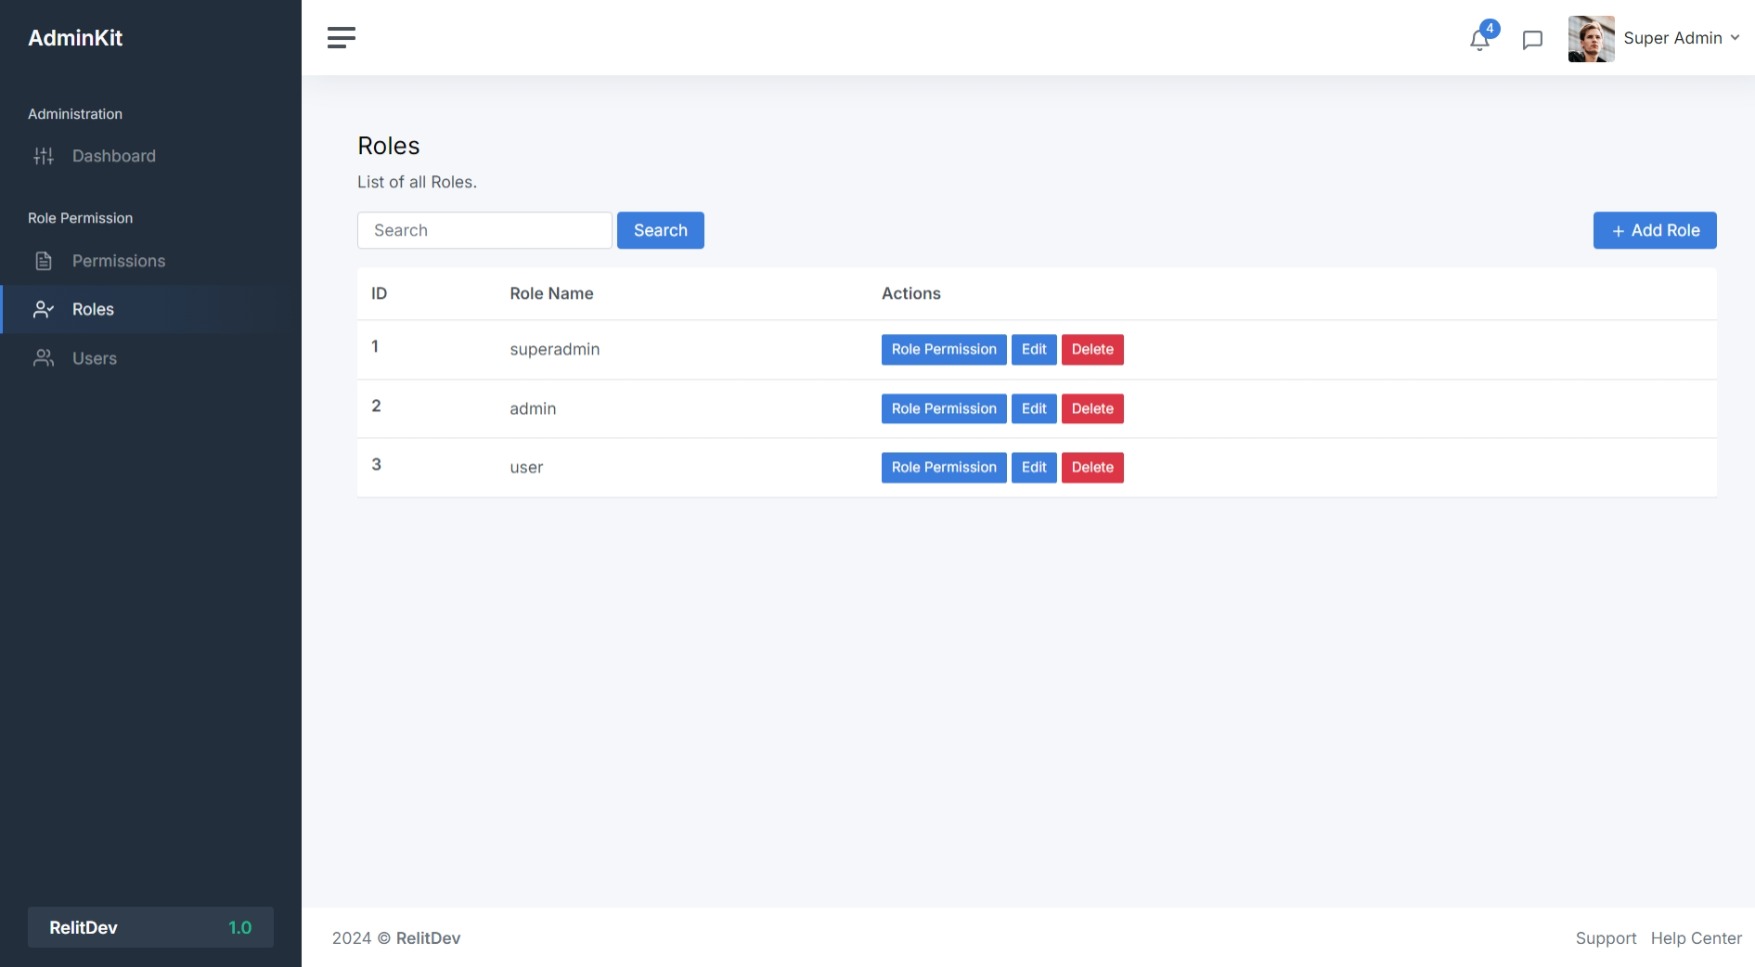 AdminKit
4
Super Admin
Administration
Dashboard
Role Permission
Permissions
Roles
Users
Roles
List of all Roles.
Search Search + Add Role
ID Role Name Actions
1 superadmin Role Permission Edit Delete
2 admin Role Permission Edit Delete
3 user Role Permission Edit Delete
RelitDev 1.0
2024 © RelitDev Support Help Center